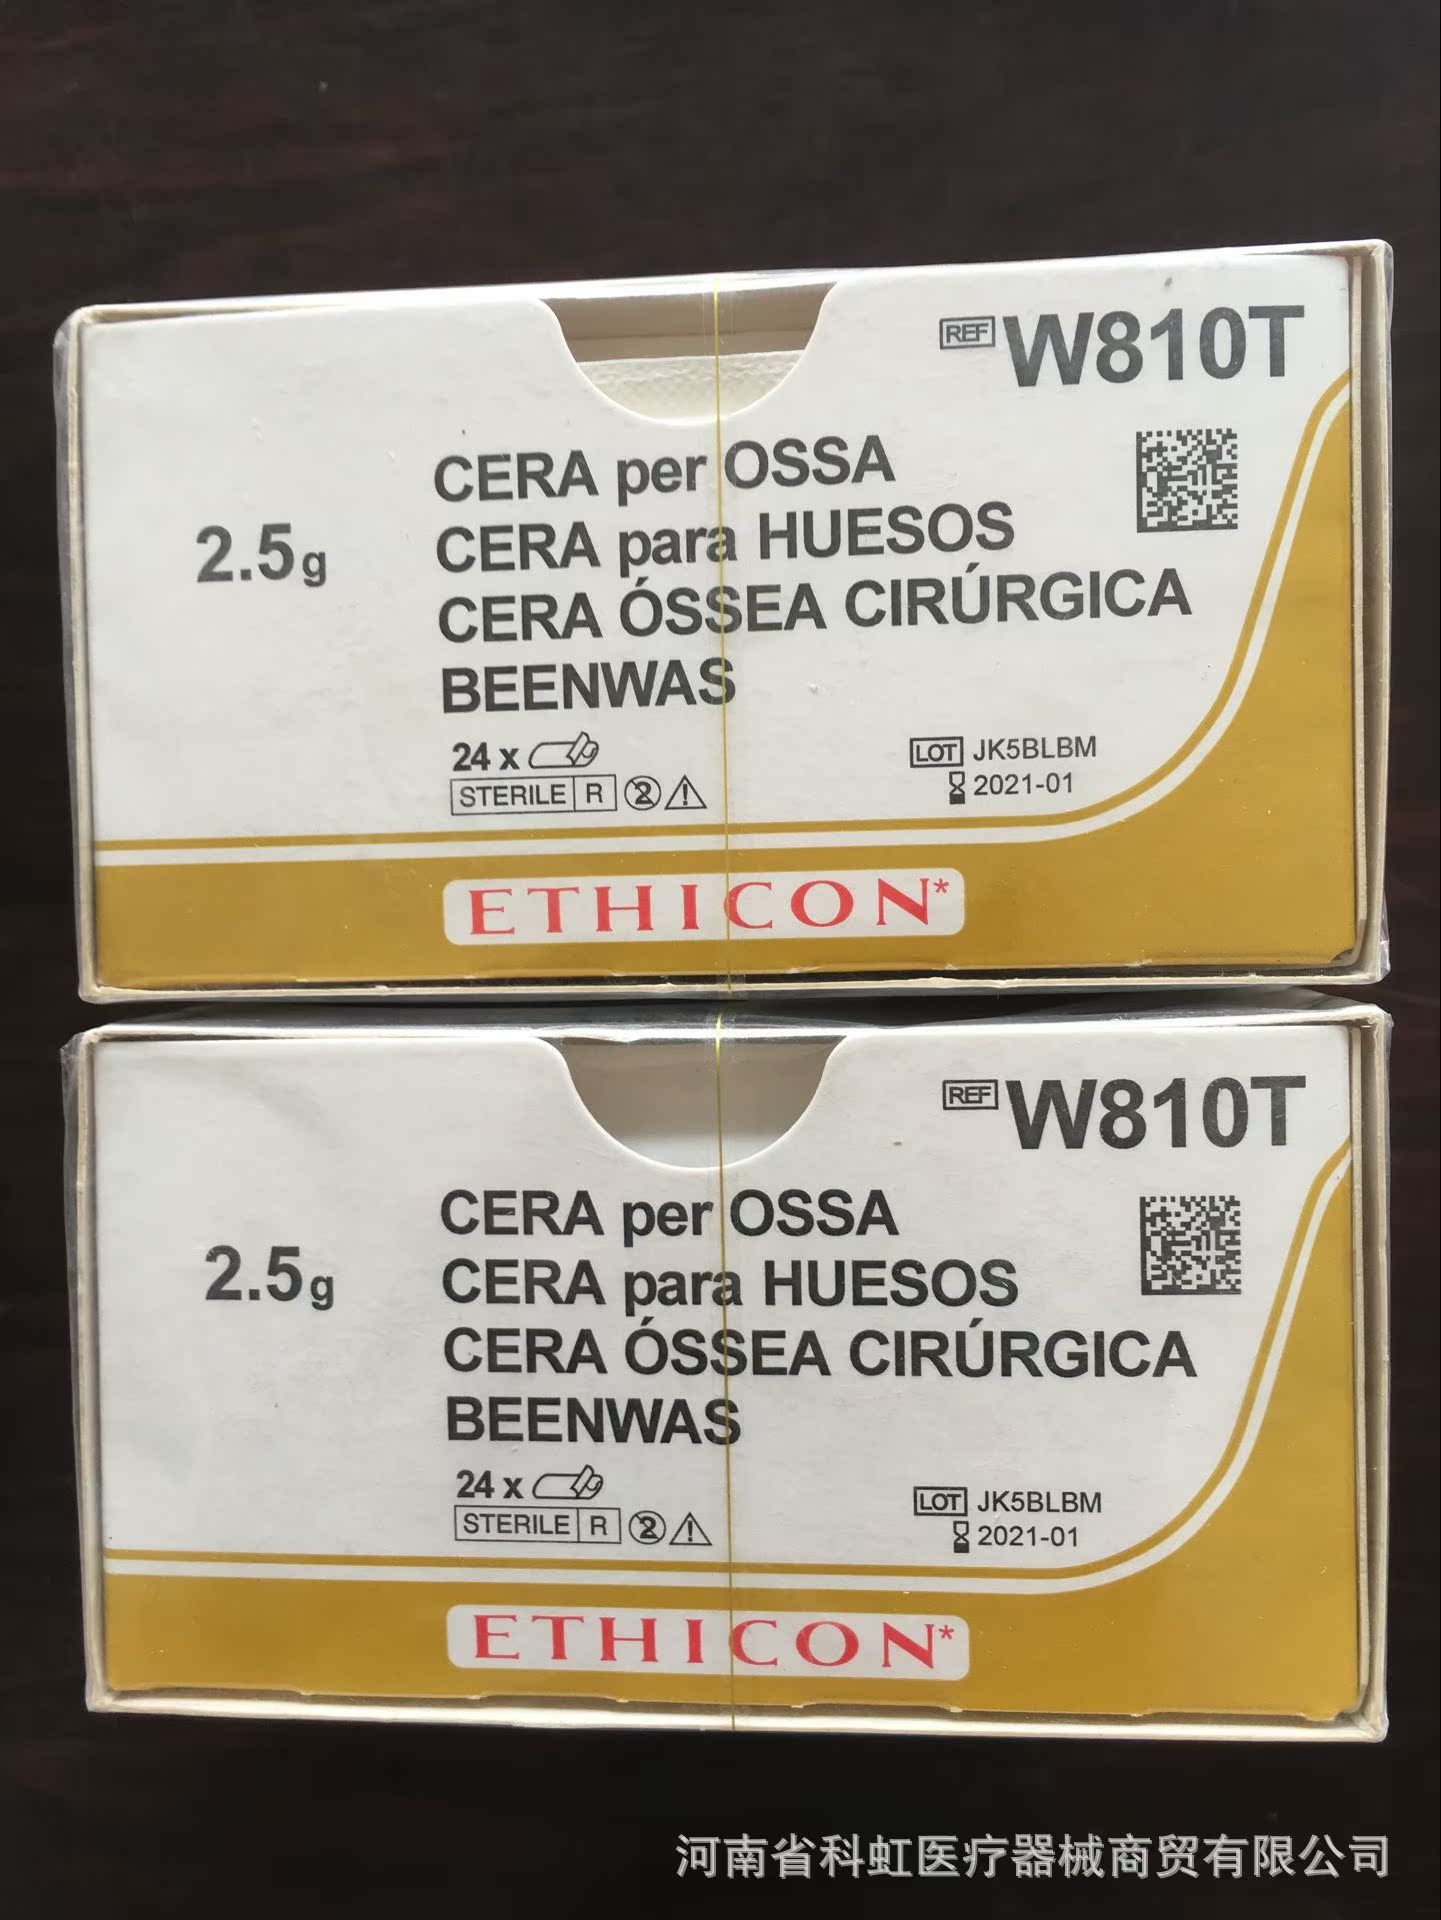 REF W810T
CERA per OSSA
CERA para HUESOS
2.5g
CERA ÓSSEA CIRÚRGICA
BEENWAS
24 x
LOT JK5BLBM
STERILE R 2
2021-01
ETHICON*
REF W810T
CERA per OSSA
CERA para HUESOS
2.5g
CERA ÓSSEA CIRÚRGICA
BEENWAS
24 x
LOT JK5BLBM
STERILE R 2
2021-01
ETHICON*
河南省科虹医疗器械商贸有限公司